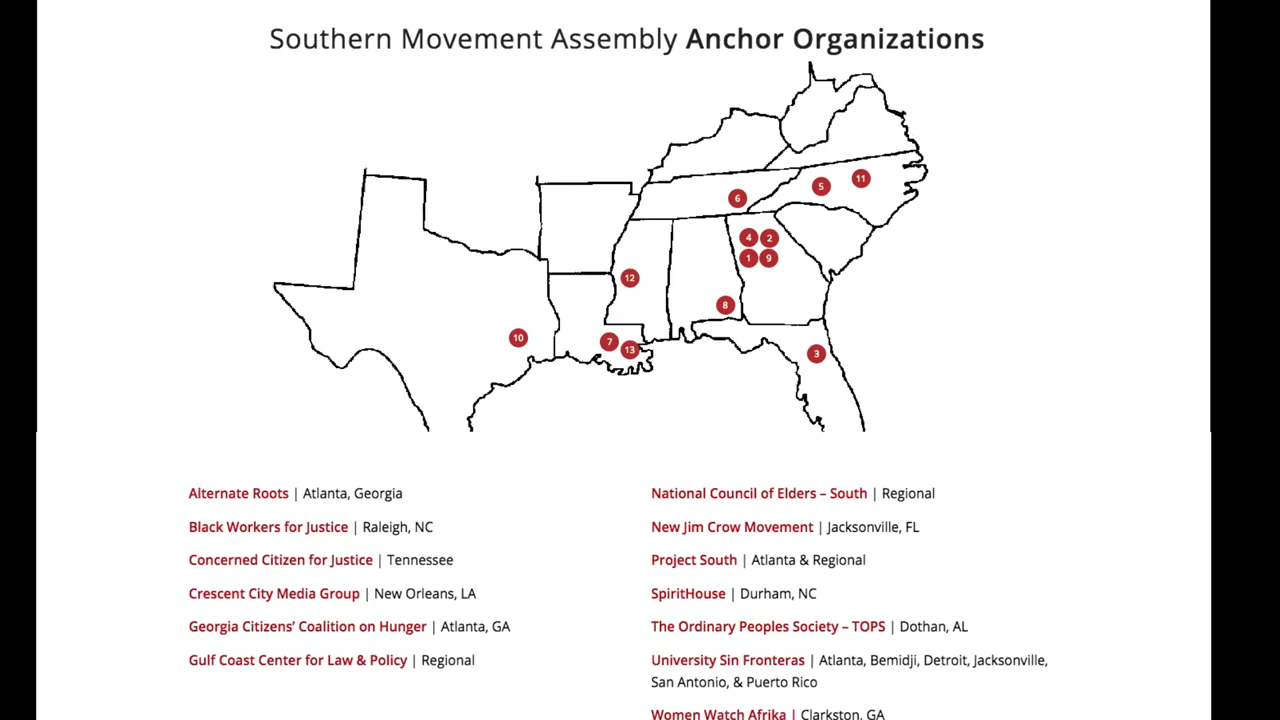 Southern Movement Assembly Anchor Organizations
11
5
6
4
2
1
9
12
8
10
7
13
3
Alternate Roots | Atlanta, Georgia
Black Workers for Justice | Raleigh, NC
Concerned Citizen for Justice | Tennessee
Crescent City Media Group | New Orleans, LA
Georgia Citizens’ Coalition on Hunger | Atlanta, GA
Gulf Coast Center for Law & Policy | Regional
National Council of Elders – South | Regional
New Jim Crow Movement | Jacksonville, FL
Project South | Atlanta & Regional
SpiritHouse | Durham, NC
The Ordinary Peoples Society – TOPS | Dothan, AL
University Sin Fronteras | Atlanta, Bemidji, Detroit, Jacksonville,
San Antonio, & Puerto Rico
Women Watch Afrika | Clarkston, GA